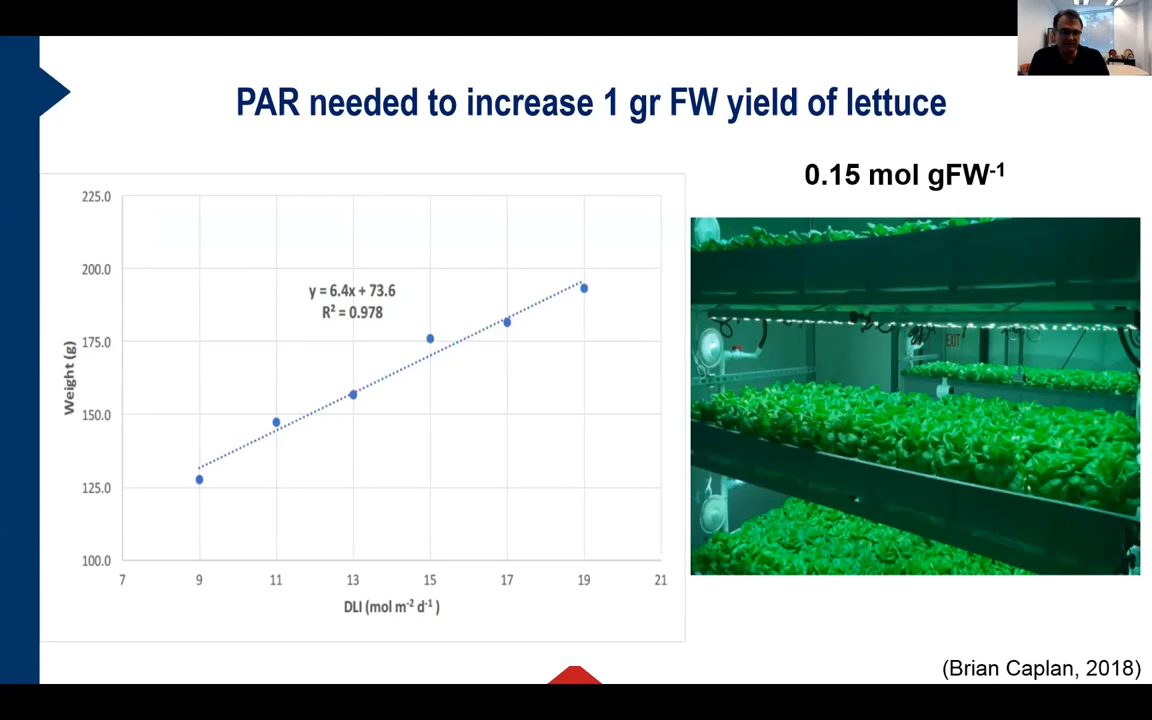 PAR needed to increase 1 gr FW yield of lettuce
0.15 mol gFW-1
225.0
200.0
175.0
150.0
125.0
100.0
Weight (g)
y = 6.4x + 73.6
R² = 0.978
7 9 11 13 15 17 19 21
DLI (mol m-2 d-1 )
EXIT
(Brian Caplan, 2018)